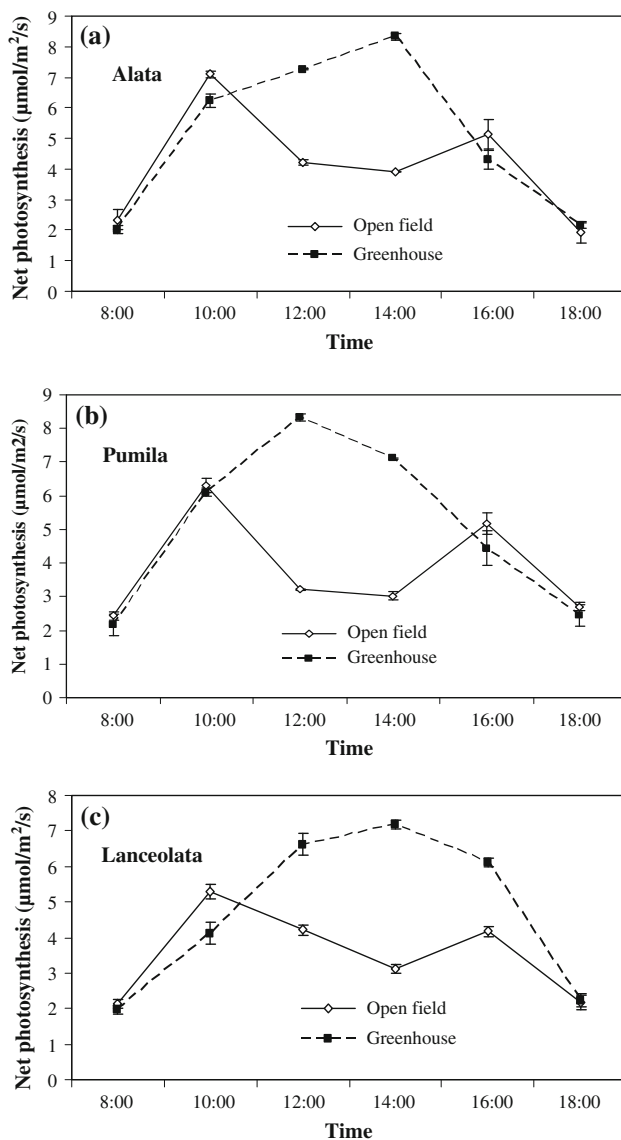 Net photosynthesis (µmol/m²/s)
9
8
7
6
5
4
3
2
1
0
(a)
Alata
Open field
Greenhouse
8:00 10:00 12:00 14:00 16:00 18:00
Time
Net photosynthesis (µmol/m2/s)
9
8
7
6
5
4
3
2
1
0
(b)
Pumila
Open field
Greenhouse
8:00 10:00 12:00 14:00 16:00 18:00
Time
Net photosynthesis (µmol/m²/s)
8
7
6
5
4
3
2
1
0
(c)
Lanceolata
Open field
Greenhouse
8:00 10:00 12:00 14:00 16:00 18:00
Time